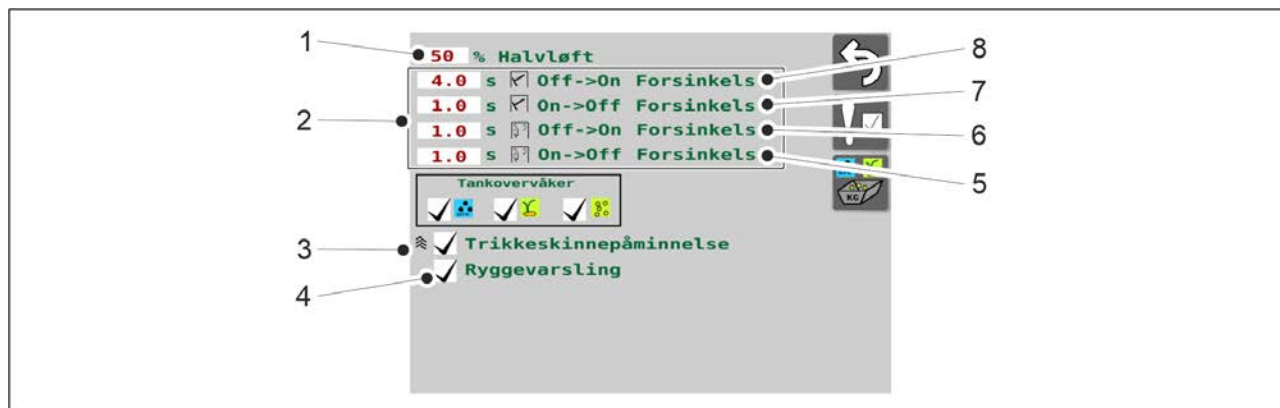 1
50 % Halvløft
8
4.0 s Off->On Forsinkels
7
1.0 s On->Off Forsinkels
2
1.0 s Off->On Forsinkels
6
1.0 s On->Off Forsinkels
5
KG
Tankovervåker
3
Trikkeskinnepåminnelse
4
Ryggevarsling